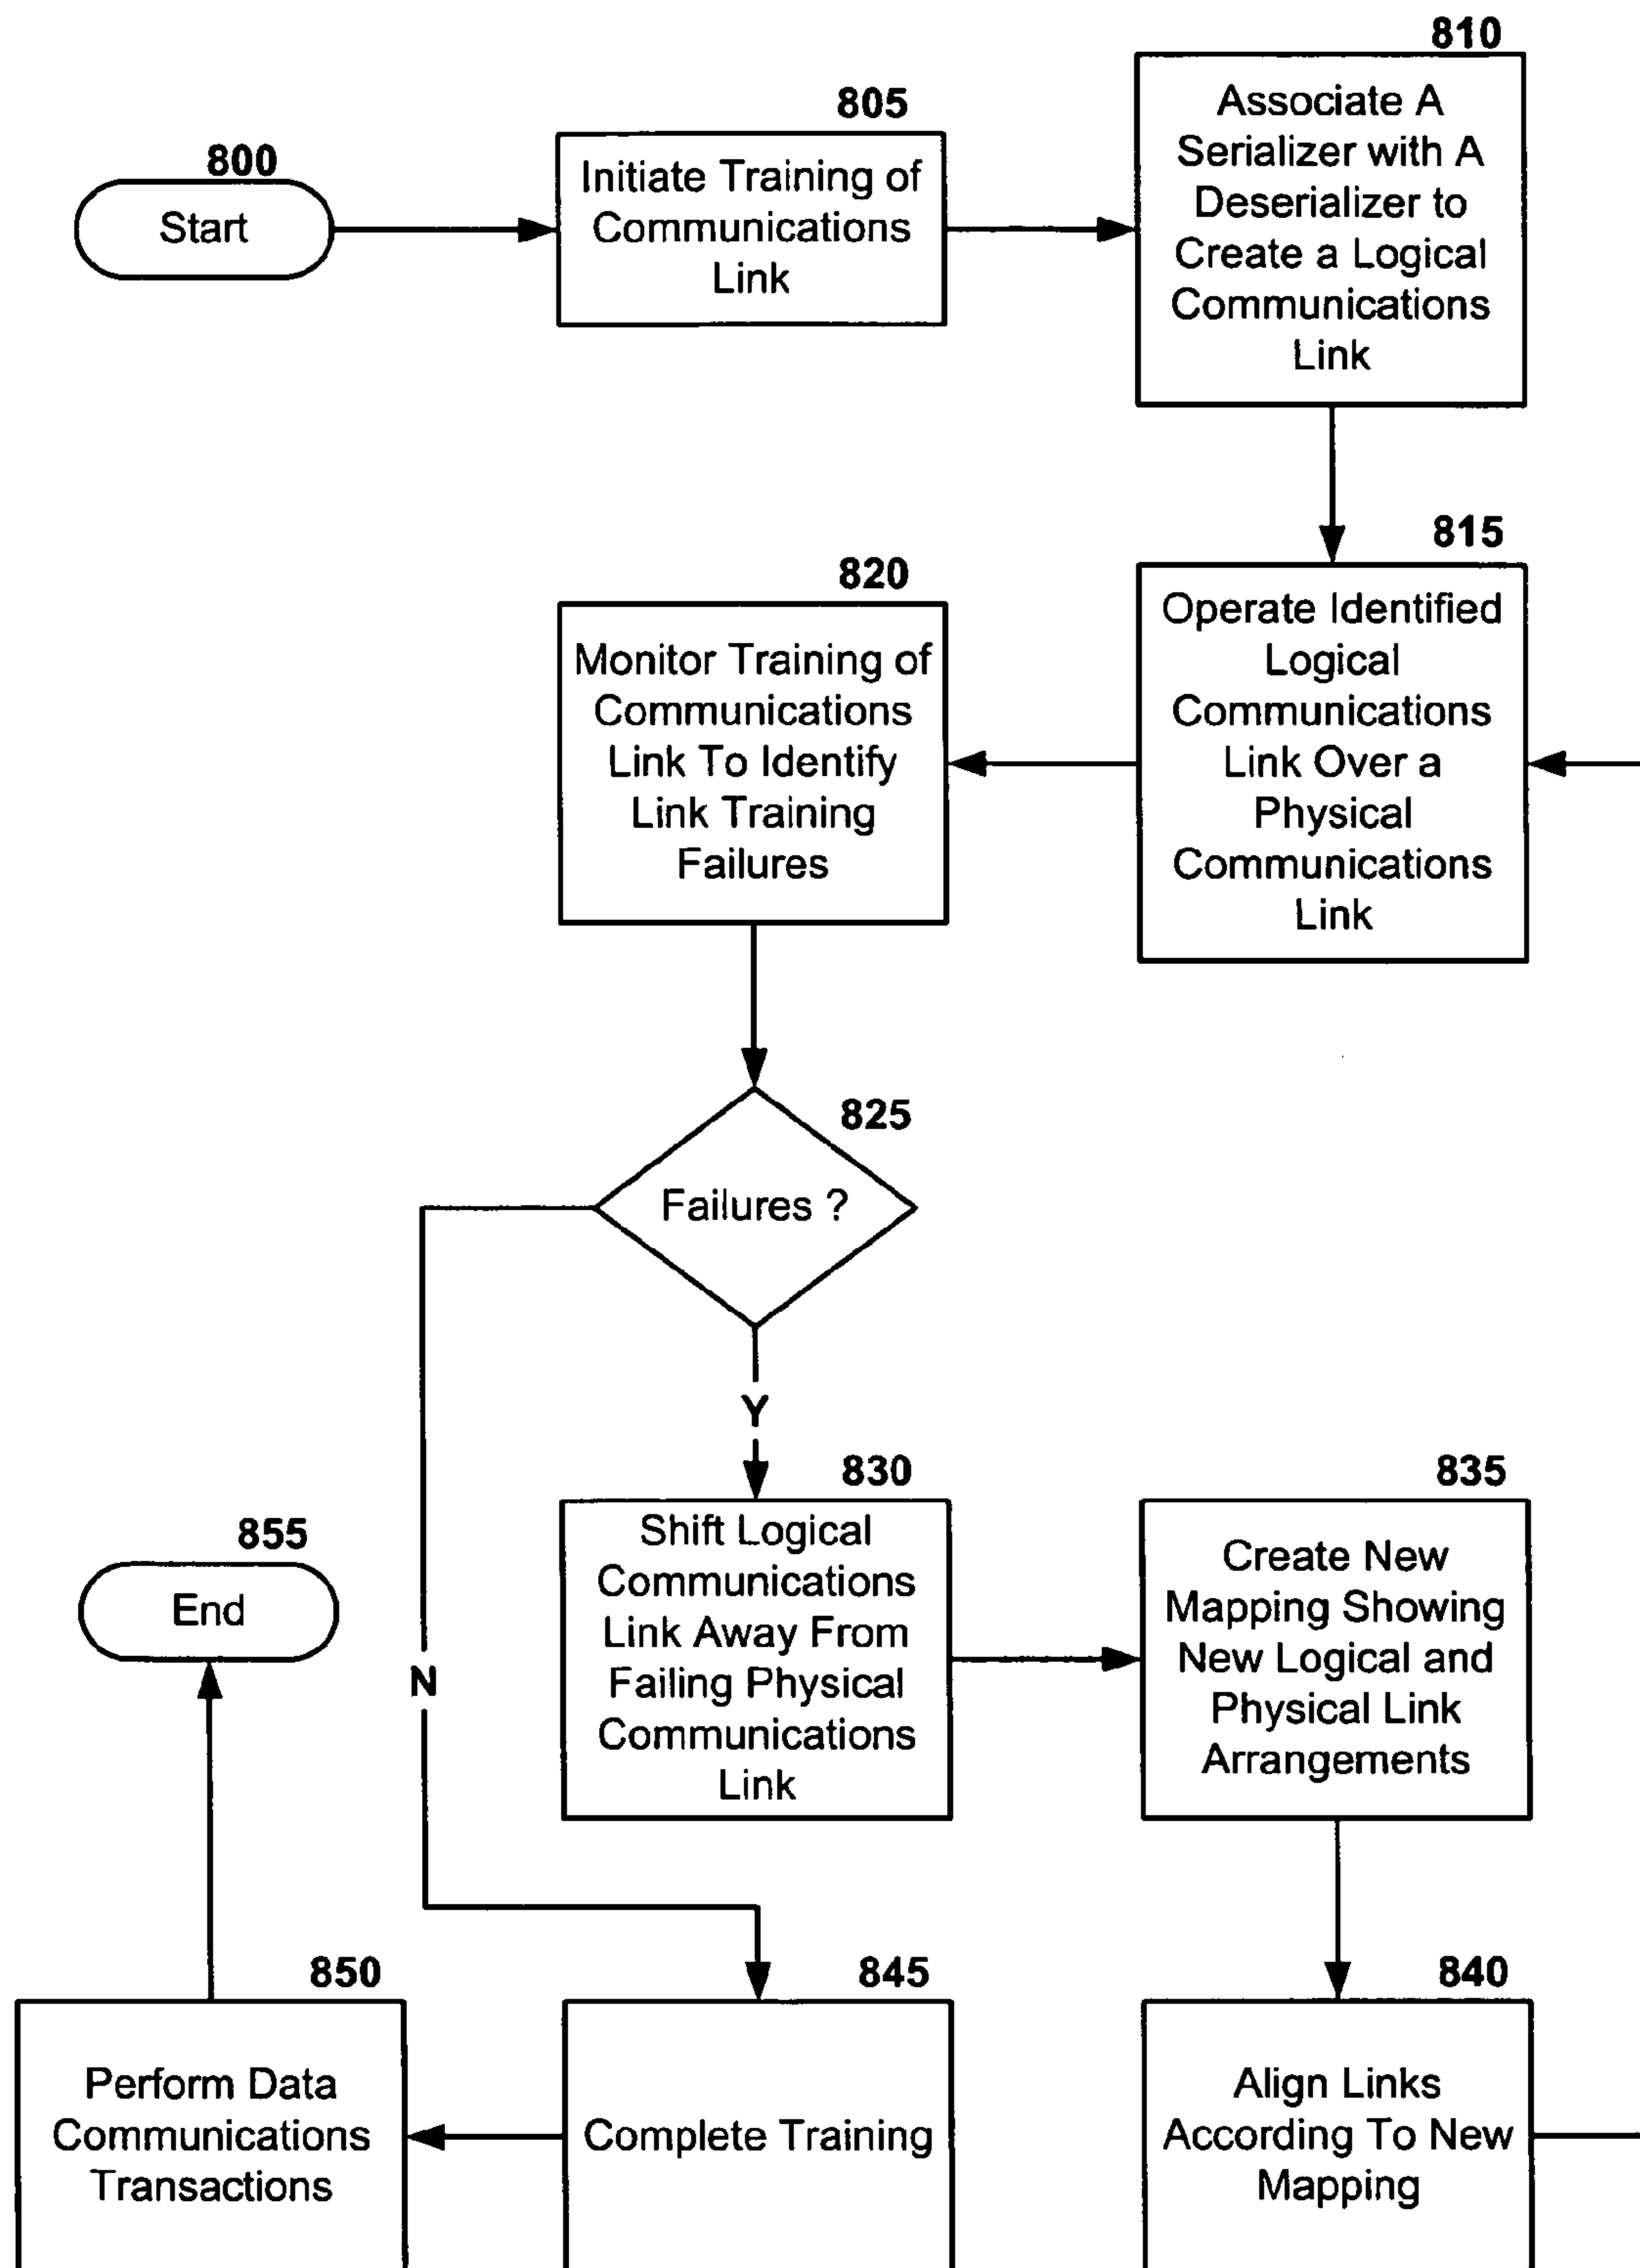 800
Start
805
Initiate Training of
Communications
Link
810
Associate A
Serializer with A
Deserializer to
Create a Logical
Communications
Link
815
Operate Identified
Logical
Communications
Link Over a
Physical
Communications
Link
820
Monitor Training of
Communications
Link To Identify
Link Training
Failures
825
Failures ?
Y
N
830
Shift Logical
Communications
Link Away From
Failing Physical
Communications
Link
835
Create New
Mapping Showing
New Logical and
Physical Link
Arrangements
840
Align Links
According To New
Mapping
845
Complete Training
850
Perform Data
Communications
Transactions
855
End